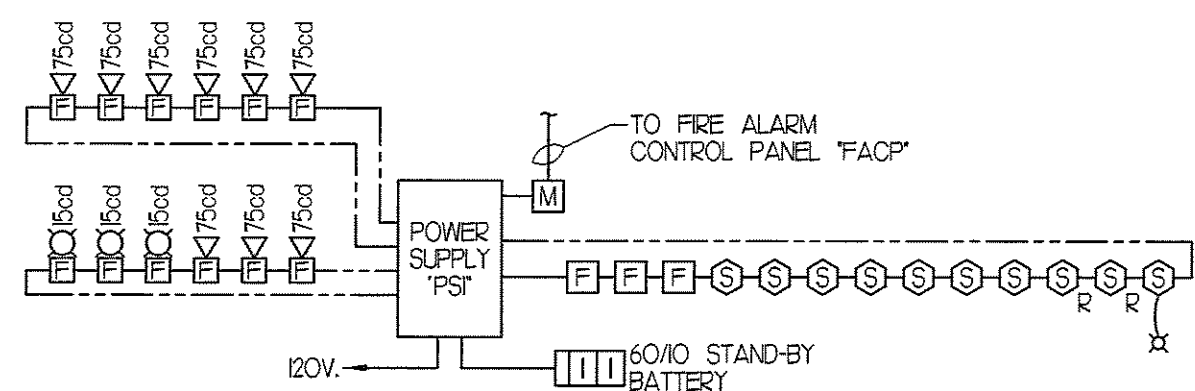 75cd 75cd 75cd 75cd 75cd 75cd
F F F F F F
TO FIRE ALARM
CONTROL PANEL "FACP"
M
15cd 15cd 15cd 75cd 75cd 75cd
F F F F F F
POWER
SUPPLY
"PS1"
F F F S S S S S S S S S S
R R
120V.
60/10 STAND-BY
BATTERY